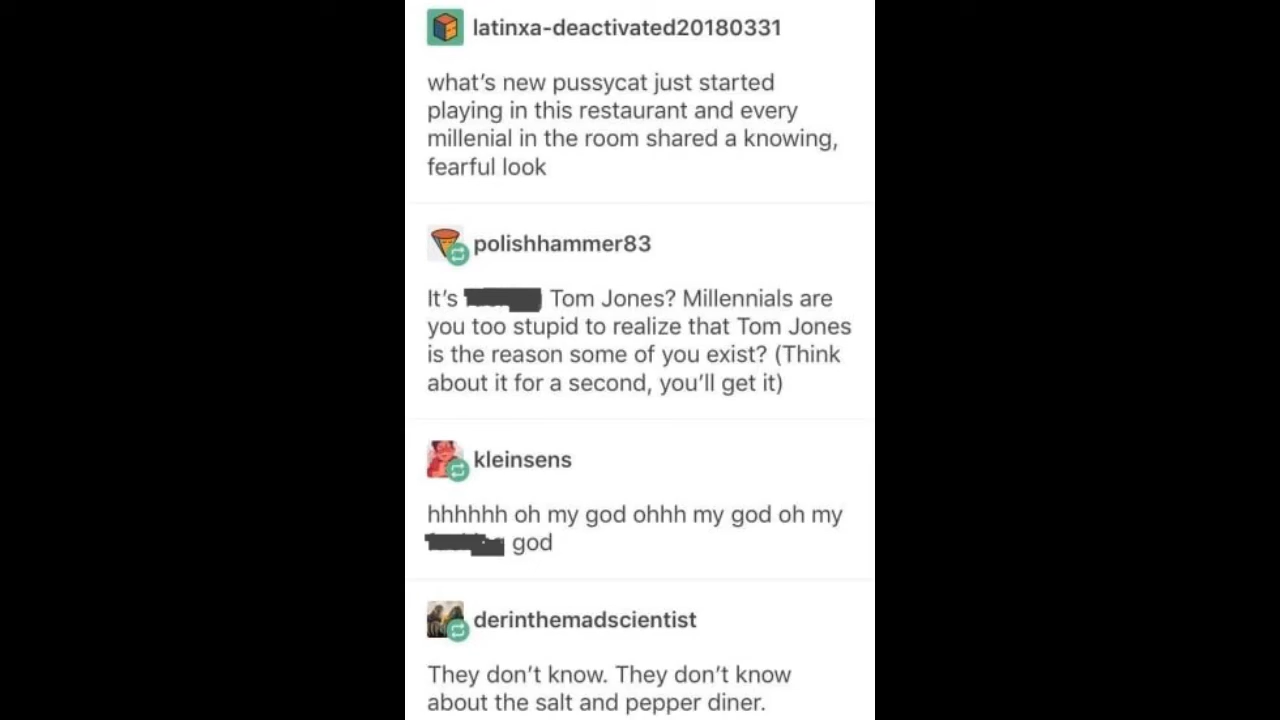 latinxa-deactivated20180331
what's new pussycat just started
playing in this restaurant and every
millenial in the room shared a knowing,
fearful look
polishhammer83
It's Tom Jones? Millennials are
you too stupid to realize that Tom Jones
is the reason some of you exist? (Think
about it for a second, you'll get it)
kleinsens
hhhhhh oh my god ohhh my god oh my
god
derinthemadscientist
They don't know. They don't know
about the salt and pepper diner.